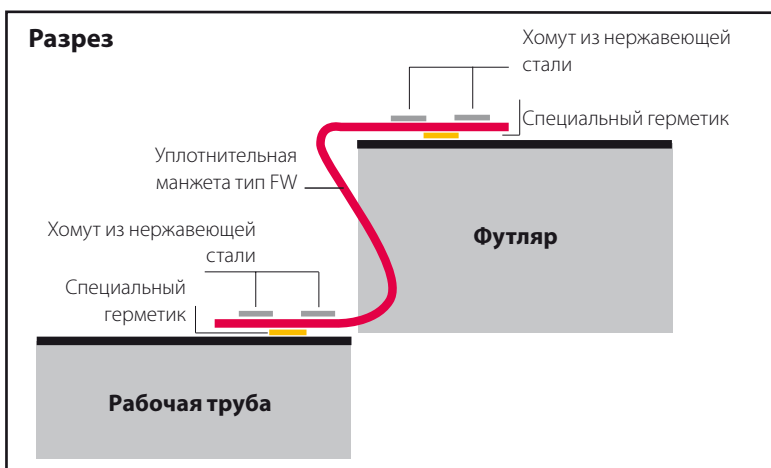 Разрез
Хомут из нержавеющей
стали
Специальный герметик
Уплотнительная
манжета тип FW
Футляр
Хомут из нержавеющей
стали
Специальный
герметик
Рабочая труба